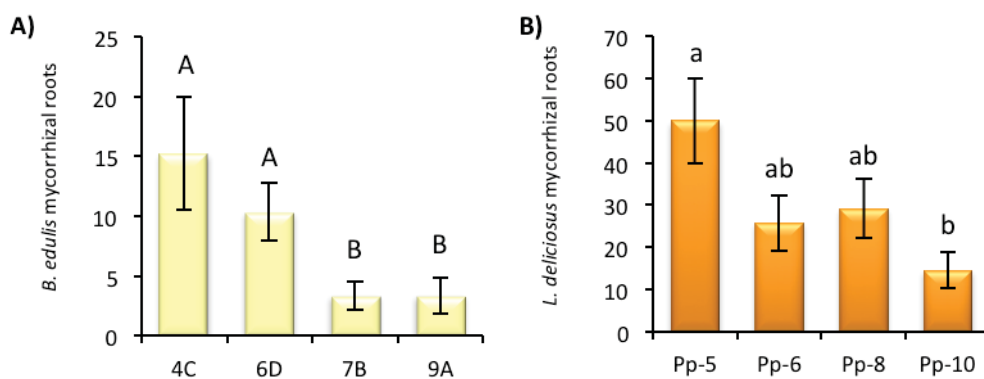 A)
B. edulis mycorrhizal roots
25
20
15
10
5
0
A
A
B
B
4C 6D 7B 9A
B)
L. deliciosus mycorrhizal roots
70
60
50
40
30
20
10
0
a
ab
ab
b
Pp-5 Pp-6 Pp-8 Pp-10